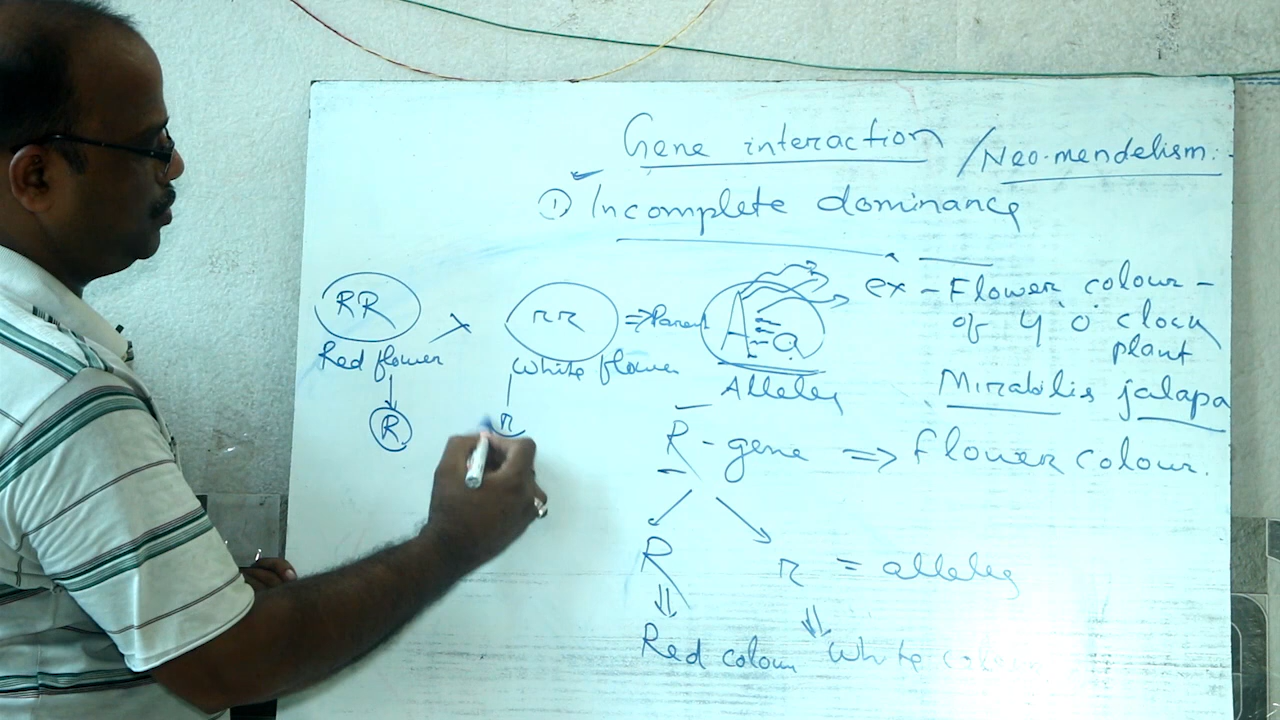 Gene interaction / Neo-mendelism:
① Incomplete dominance
RR × rr ⇒ Parent
Red flower White flower
R r
A a
Alleles
ex - Flower colour -
of 4 O' clock
plant
Mirabilis jalapa
R - gene ⇒ flower colour.
R r = alleles
Red colour White colour